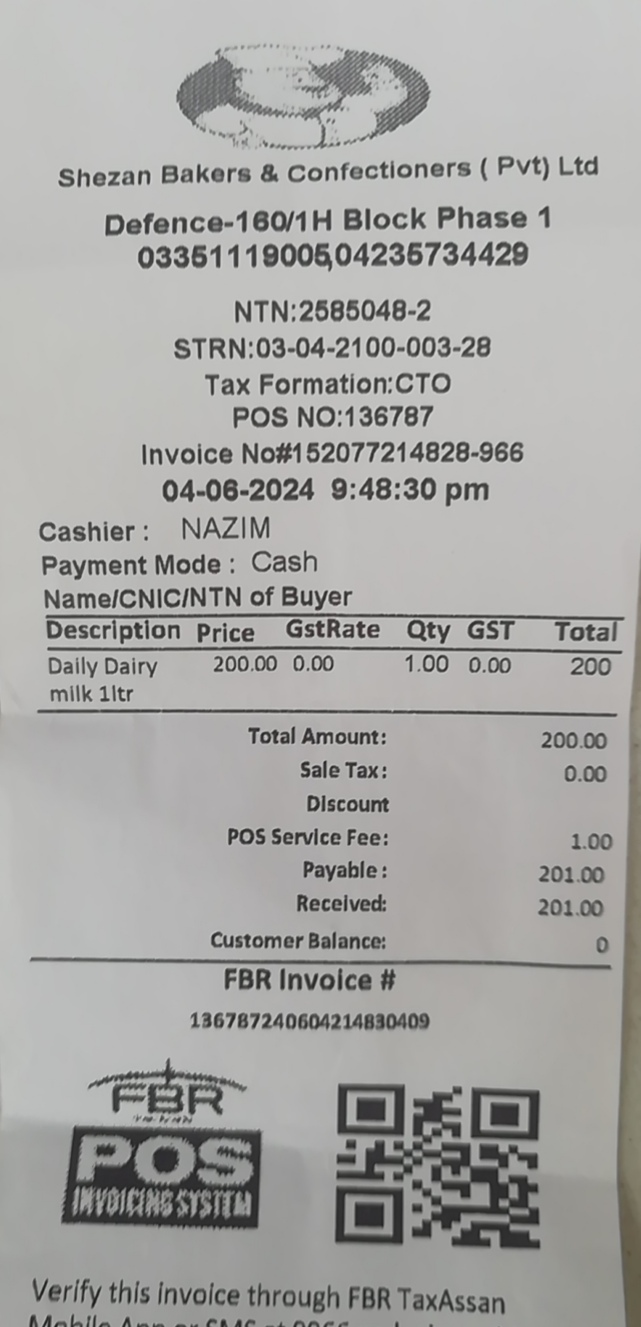 Shezan Bakers & Confectioners ( Pvt) Ltd
Defence-160/1H Block Phase 1
03351119005,04235734429
NTN:2585048-2
STRN:03-04-2100-003-28
Tax Formation:CTO
POS NO:136787
Invoice No#152077214828-966
04-06-2024 9:48:30 pm
Cashier : NAZIM
Payment Mode : Cash
Name/CNIC/NTN of Buyer
Description Price GstRate Qty GST Total
Daily Dairy 200.00 0.00 1.00 0.00 200
milk 1ltr
Total Amount: 200.00
Sale Tax: 0.00
Discount
POS Service Fee: 1.00
Payable : 201.00
Received: 201.00
Customer Balance: 0
FBR Invoice #
136787240604214830409
FBR
POS
INVOICING SYSTEM
Verify this invoice through FBR TaxAssan
Mobile App or SMS at